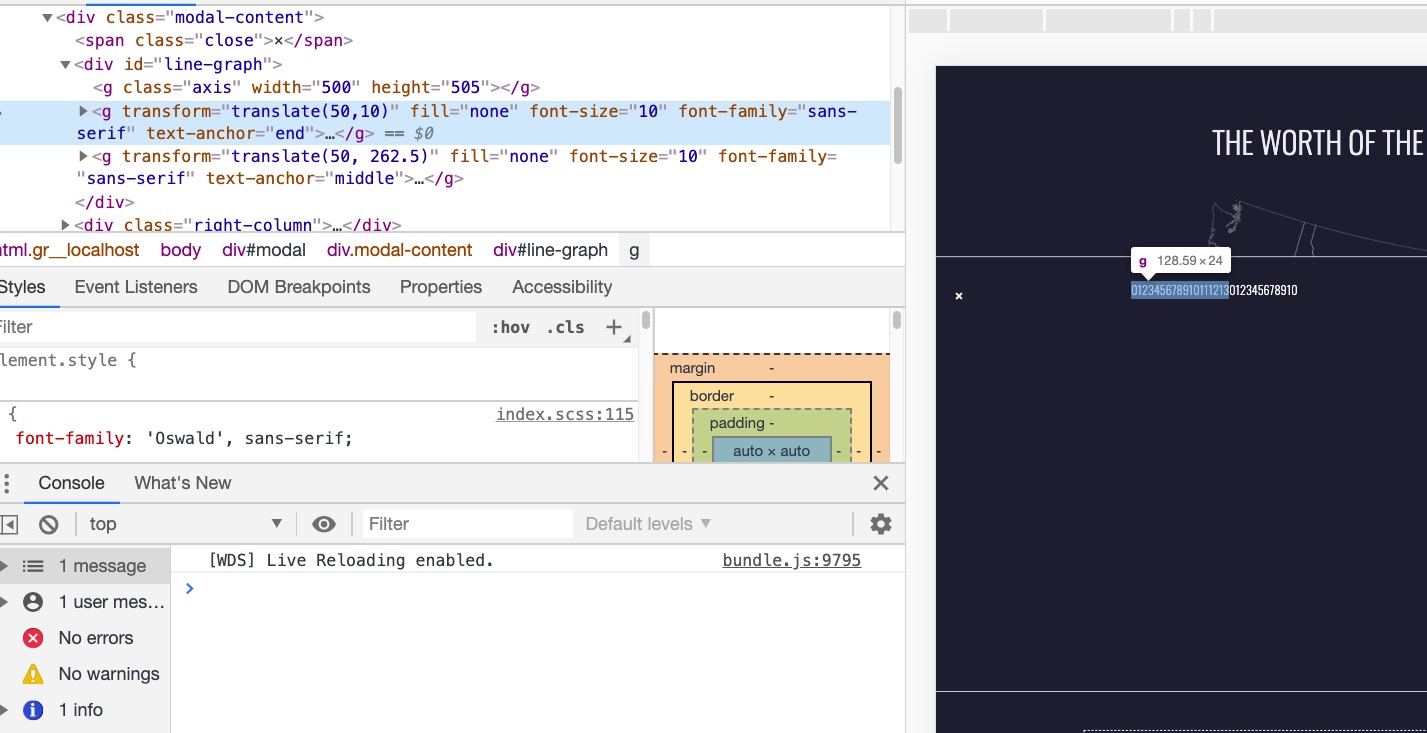 ▼<div class="modal-content">
<span class="close">×</span>
▼<div id="line-graph">
<g class="axis" width="500" height="505"></g>
▶<g transform="translate(50,10)" fill="none" font-size="10" font-family="sans-
serif" text-anchor="end">…</g> == $0
▶<g transform="translate(50, 262.5)" fill="none" font-size="10" font-family=
"sans-serif" text-anchor="middle">…</g>
</div>
▶<div class="right-column">…</div>
html.gr__localhost body div#modal div.modal-content div#line-graph g
Styles Event Listeners DOM Breakpoints Properties Accessibility
Filter :hov .cls +
element.style {
{ index.scss:115
font-family: 'Oswald', sans-serif;
margin -
border -
padding -
- - - auto × auto - - -
Console What's New ×
top ▼ Filter Default levels ▼
1 message
1 user mes…
No errors
No warnings
1 info
[WDS] Live Reloading enabled. bundle.js:9795
>
THE WORTH OF THE
g 128.59 × 24
012345678910111213012345678910
×